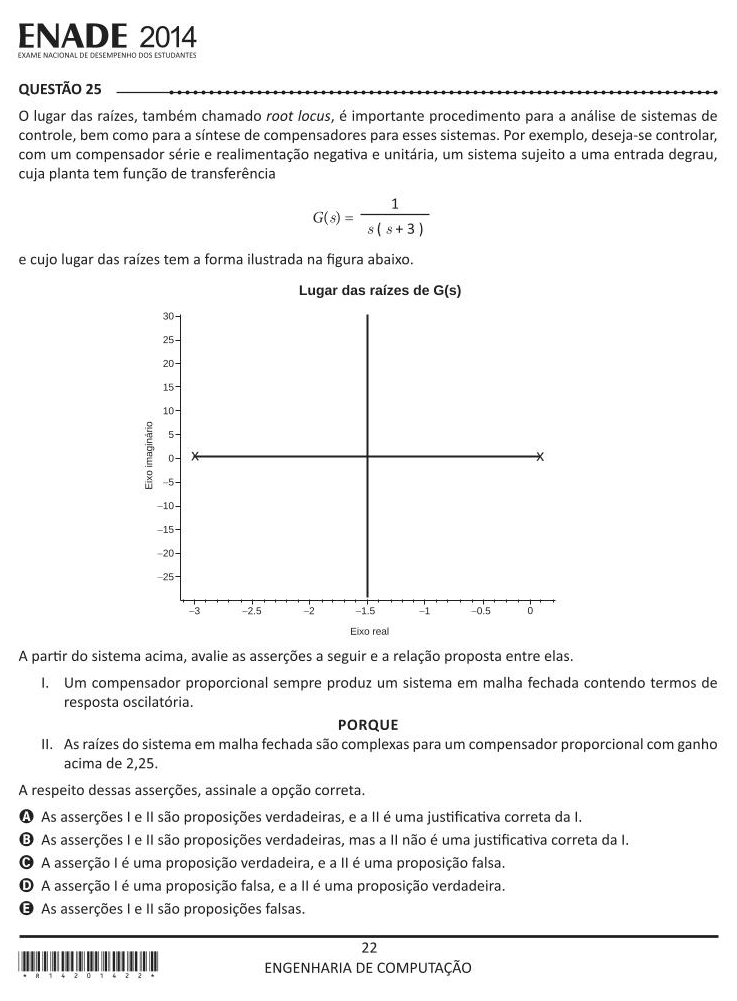 ENADE 2014
EXAME NACIONAL DE DESEMPENHO DOS ESTUDANTES
QUESTÃO 25
O lugar das raízes, também chamado root locus, é importante procedimento para a análise de sistemas de
controle, bem como para a síntese de compensadores para esses sistemas. Por exemplo, deseja-se controlar,
com um compensador série e realimentação negativa e unitária, um sistema sujeito a uma entrada degrau,
cuja planta tem função de transferência
1
G(s) =
s ( s + 3 )
e cujo lugar das raízes tem a forma ilustrada na figura abaixo.
Lugar das raízes de G(s)
30
25
20
15
10
5
0
–5
–10
–15
–20
–25
Eixo imaginário
X X
–3 –2.5 –2 –1.5 –1 –0.5 0
Eixo real
A partir do sistema acima, avalie as asserções a seguir e a relação proposta entre elas.
I. Um compensador proporcional sempre produz um sistema em malha fechada contendo termos de
resposta oscilatória.
PORQUE
II. As raízes do sistema em malha fechada são complexas para um compensador proporcional com ganho
acima de 2,25.
A respeito dessas asserções, assinale a opção correta.
A As asserções I e II são proposições verdadeiras, e a II é uma justificativa correta da I.
B As asserções I e II são proposições verdadeiras, mas a II não é uma justificativa correta da I.
C A asserção I é uma proposição verdadeira, e a II é uma proposição falsa.
D A asserção I é uma proposição falsa, e a II é uma proposição verdadeira.
E As asserções I e II são proposições falsas.
22
ENGENHARIA DE COMPUTAÇÃO
* R 1 4 2 0 1 4 2 2 *